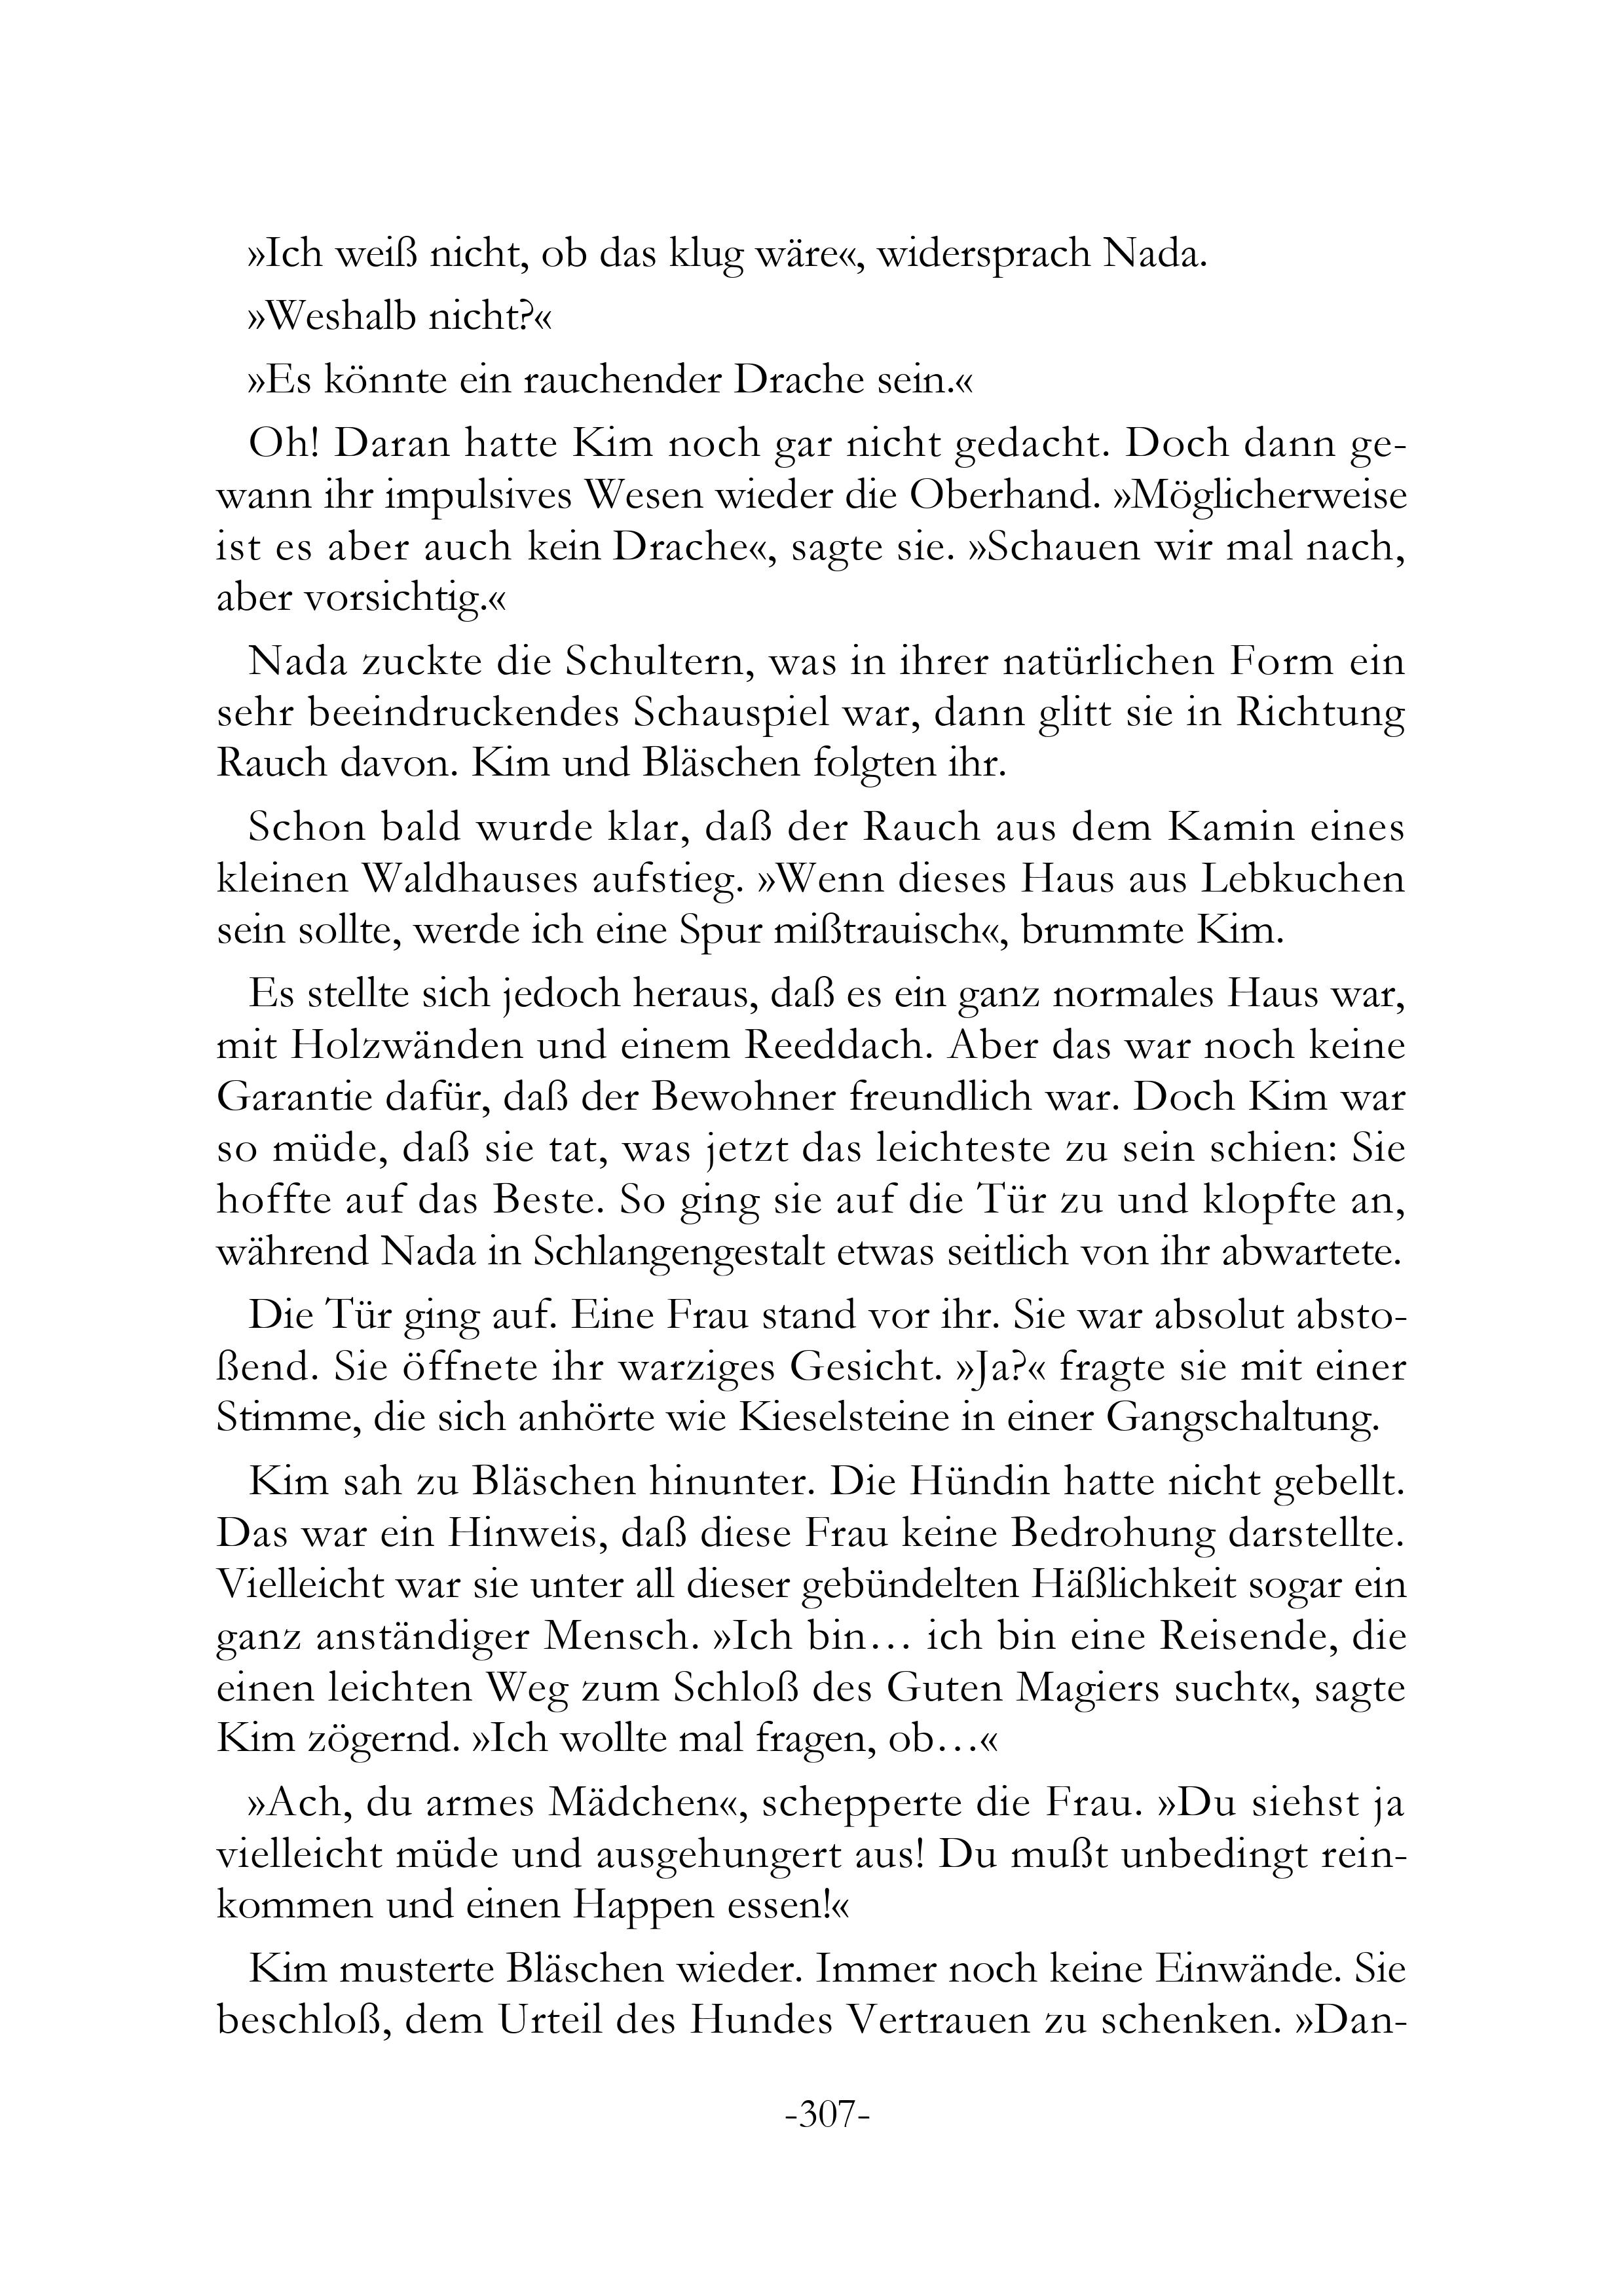 »Ich weiß nicht, ob das klug wäre«, widersprach Nada.
»Weshalb nicht?«
»Es könnte ein rauchender Drache sein.«
Oh! Daran hatte Kim noch gar nicht gedacht. Doch dann ge-
wann ihr impulsives Wesen wieder die Oberhand. »Möglicherweise
ist es aber auch kein Drache«, sagte sie. »Schauen wir mal nach,
aber vorsichtig.«
Nada zuckte die Schultern, was in ihrer natürlichen Form ein
sehr beeindruckendes Schauspiel war, dann glitt sie in Richtung
Rauch davon. Kim und Bläschen folgten ihr.
Schon bald wurde klar, daß der Rauch aus dem Kamin eines
kleinen Waldhauses aufstieg. »Wenn dieses Haus aus Lebkuchen
sein sollte, werde ich eine Spur mißtrauisch«, brummte Kim.
Es stellte sich jedoch heraus, daß es ein ganz normales Haus war,
mit Holzwänden und einem Reeddach. Aber das war noch keine
Garantie dafür, daß der Bewohner freundlich war. Doch Kim war
so müde, daß sie tat, was jetzt das leichteste zu sein schien: Sie
hoffte auf das Beste. So ging sie auf die Tür zu und klopfte an,
während Nada in Schlangengestalt etwas seitlich von ihr abwartete.
Die Tür ging auf. Eine Frau stand vor ihr. Sie war absolut absto-
ßend. Sie öffnete ihr warziges Gesicht. »Ja?« fragte sie mit einer
Stimme, die sich anhörte wie Kieselsteine in einer Gangschaltung.
Kim sah zu Bläschen hinunter. Die Hündin hatte nicht gebellt.
Das war ein Hinweis, daß diese Frau keine Bedrohung darstellte.
Vielleicht war sie unter all dieser gebündelten Häßlichkeit sogar ein
ganz anständiger Mensch. »Ich bin… ich bin eine Reisende, die
einen leichten Weg zum Schloß des Guten Magiers sucht«, sagte
Kim zögernd. »Ich wollte mal fragen, ob…«
»Ach, du armes Mädchen«, schepperte die Frau. »Du siehst ja
vielleicht müde und ausgehungert aus! Du mußt unbedingt rein-
kommen und einen Happen essen!«
Kim musterte Bläschen wieder. Immer noch keine Einwände. Sie
beschloß, dem Urteil des Hundes Vertrauen zu schenken. »Dan-
-307-